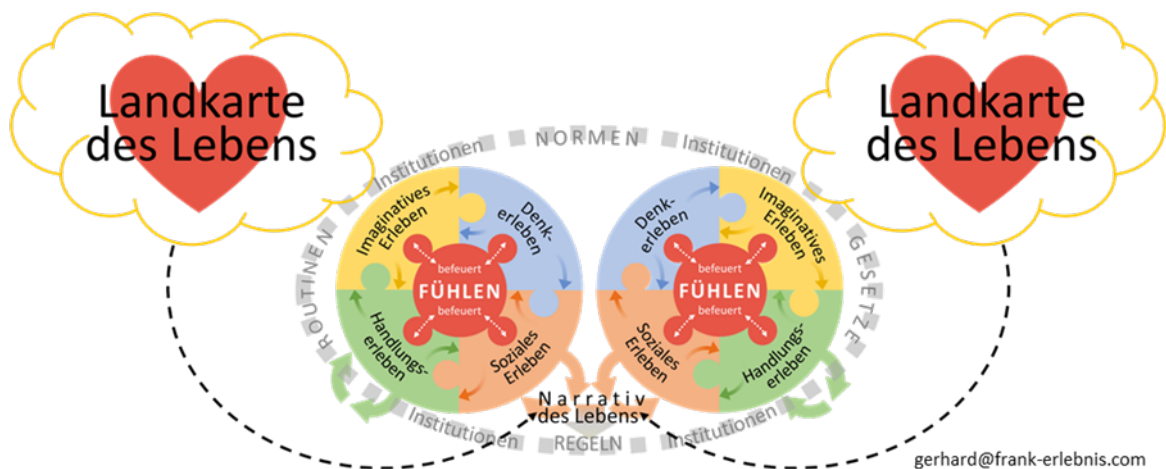 Landkarte
des Lebens
Landkarte
des Lebens
Institutionen
NORMEN
Institutionen
ROUTINEN
GESETZE
Imaginatives
Erleben
Denk-
erleben
befeuert
FÜHLEN
befeuert
Handlungs-
erleben
Soziales
Erleben
Denk-
erleben
Imaginatives
Erleben
befeuert
FÜHLEN
befeuert
Soziales
Erleben
Handlungs-
erleben
Narrativ
des Lebens
Institutionen
REGELN
Institutionen
gerhard@frank-erlebnis.com